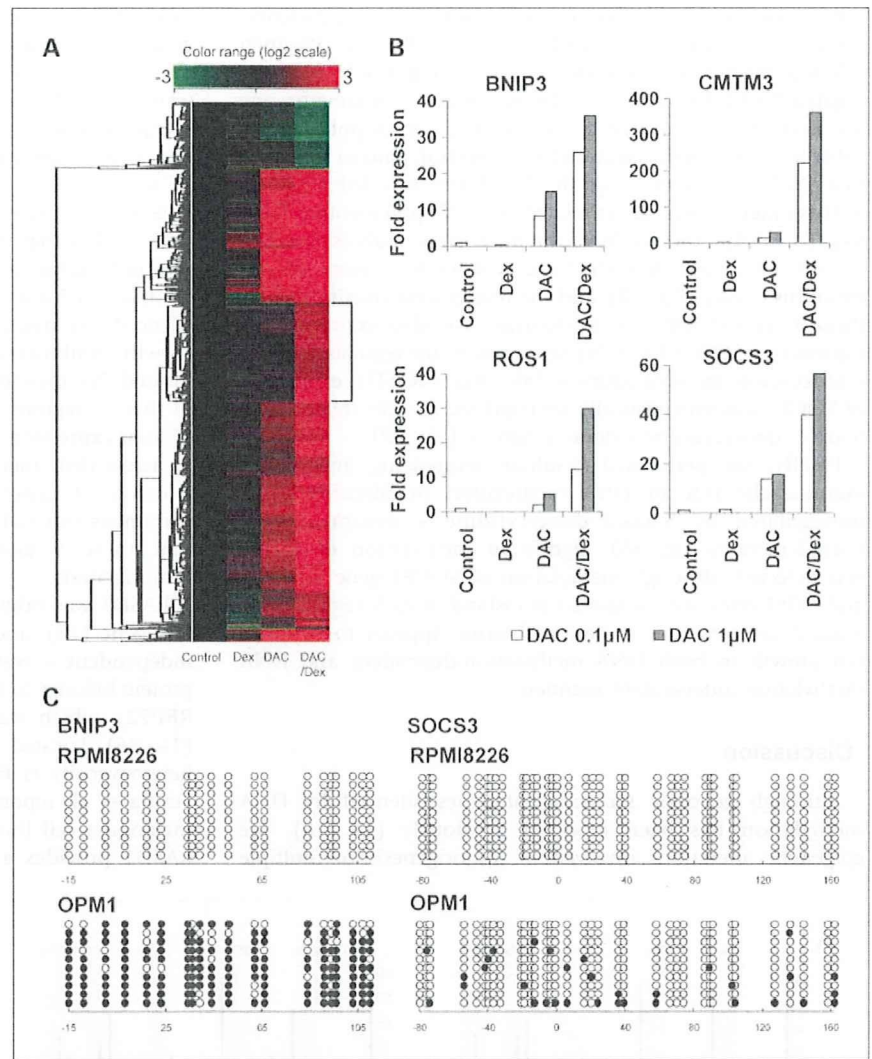 A
Color range (log2 scale)
-3
3
Control
Dex
DAC
DAC
/Dex
B
BNIP3
Fold expression
40
30
20
10
0
Control
Dex
DAC
DAC/Dex
CMTM3
400
300
200
100
0
Control
Dex
DAC
DAC/Dex
ROS1
Fold expression
40
30
20
10
0
Control
Dex
DAC
DAC/Dex
SOCS3
60
40
20
0
Control
Dex
DAC
DAC/Dex
DAC 0.1μM
DAC 1μM
C
BNIP3
RPMI8226
-15
25
65
105
OPM1
-15
25
65
105
SOCS3
RPMI8226
-80
-40
0
40
80
120
160
OPM1
-80
-40
0
40
80
120
160